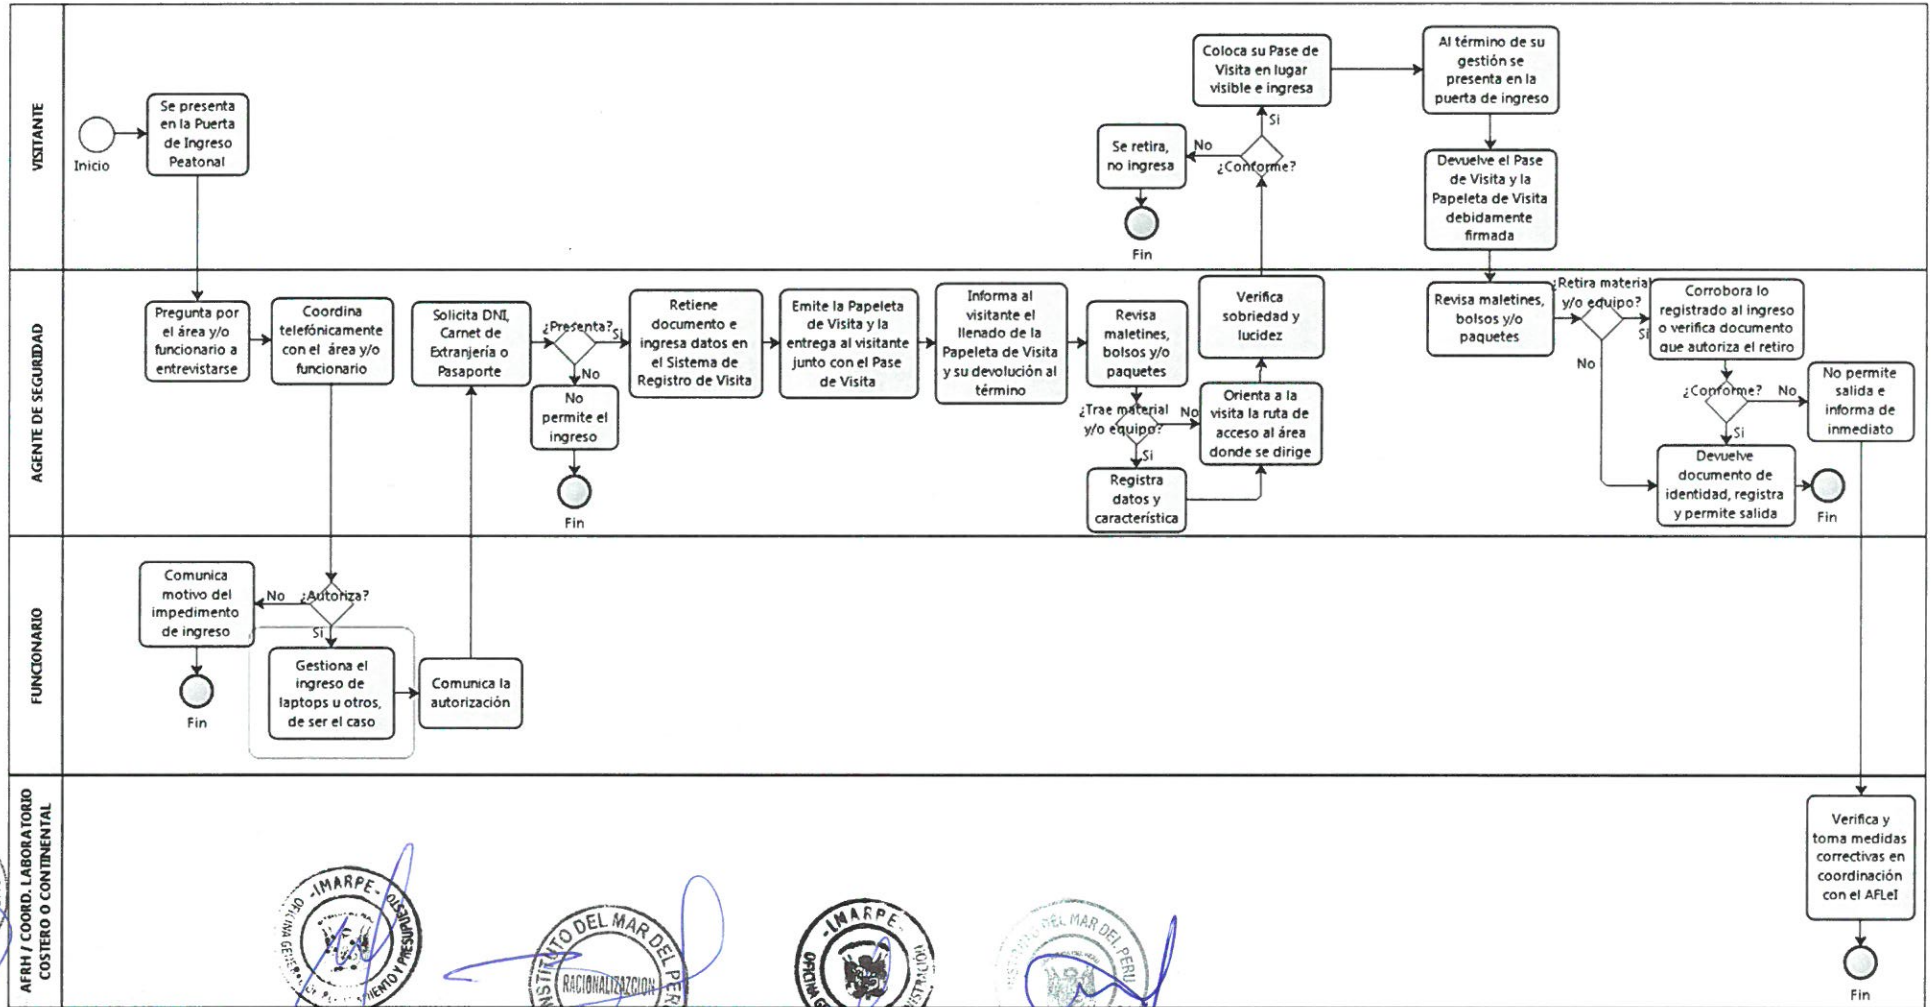 VISITANTE
Inicio
Se presenta
en la Puerta
de Ingreso
Peatonal
Coloca su Pase de
Visita en lugar
visible e ingresa
Al término de su
gestión se
presenta en la
puerta de ingreso
Si
Se retira,
no ingresa
No
¿Conforme?
Fin
Devuelve el Pase
de Visita y la
Papeleta de Visita
debidamente
firmada
AGENTE DE SEGURIDAD
Pregunta por
el área y/o
funcionario a
entrevistarse
Coordina
telefónicamente
con el área y/o
funcionario
Solicita DNI,
Carnet de
Extranjería o
Pasaporte
¿Presenta?
Si
No
No
permite el
ingreso
Fin
Retiene
documento e
ingresa datos en
el Sistema de
Registro de Visita
Emite la Papeleta
de Visita y la
entrega al visitante
junto con el Pase
de Visita
Informa al
visitante el
llenado de la
Papeleta de Visita
y su devolución al
término
Revisa
maletines,
bolsos y/o
paquetes
¿Trae material
y/o equipo?
No
Si
Registra
datos y
característica
Orienta a la
visita la ruta de
acceso al área
donde se dirige
Verifica
sobriedad y
lucidez
Revisa maletines,
bolsos y/o
paquetes
¿Retira material
y/o equipo?
Si
No
Corrobora lo
registrado al ingreso
o verifica documento
que autoriza el retiro
¿Conforme?
No
Si
No permite
salida e
informa de
inmediato
Devuelve
documento de
identidad, registra
y permite salida
Fin
FUNCIONARIO
Comunica
motivo del
impedimento
de ingreso
No
¿Autoriza?
Si
Fin
Gestiona el
ingreso de
laptops u otros,
de ser el caso
Comunica la
autorización
AFRH / COORD. LABORATORIO
COSTERO O CONTINENTAL
Verifica y
toma medidas
correctivas en
coordinación
con el AFLeI
Fin
-IMARPE-
OFICINA
PRESUPUESTO
DEL MAR DEL
RACIONALIZAZCION
-IMARPE-
OFICINA
DEL MAR DEL PERU